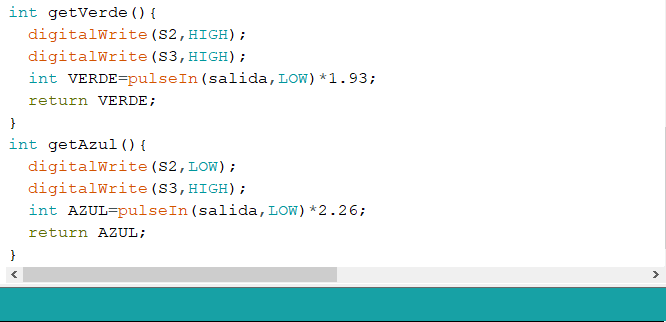 int getVerde(){
  digitalWrite(S2,HIGH);
  digitalWrite(S3,HIGH);
  int VERDE=pulseIn(salida,LOW)*1.93;
  return VERDE;
}
int getAzul(){
  digitalWrite(S2,LOW);
  digitalWrite(S3,HIGH);
  int AZUL=pulseIn(salida,LOW)*2.26;
  return AZUL;
}